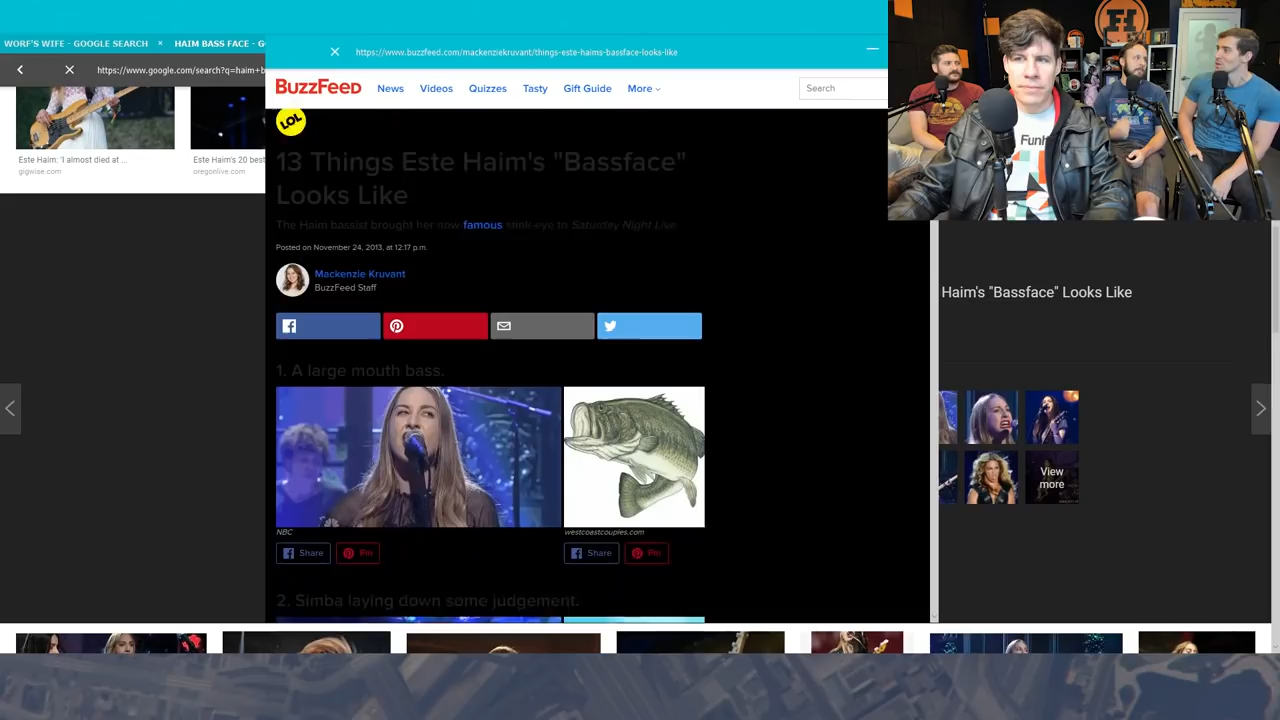 WORF'S WIFE - GOOGLE SEARCH × HAIM BASS FACE - G
https://www.google.com/search?q=haim+b
https://www.buzzfeed.com/mackenziekruvant/things-este-haims-bassface-looks-like
BuzzFeed News Videos Quizzes Tasty Gift Guide More Search
LOL
13 Things Este Haim's "Bassface"
Looks Like
The Haim bassist brought her now famous stink-eye to Saturday Night Live.
Posted on November 24, 2013, at 12:17 p.m.
Mackenzie Kruvant
BuzzFeed Staff
1. A large mouth bass.
NBC
westcoastcouples.com
Share Pin
Share Pin
2. Simba laying down some judgement.
Este Haim: 'I almost died at ...
gigwise.com
Este Haim's 20 best
oregonlive.com
Haim's "Bassface" Looks Like
View
more
Funh